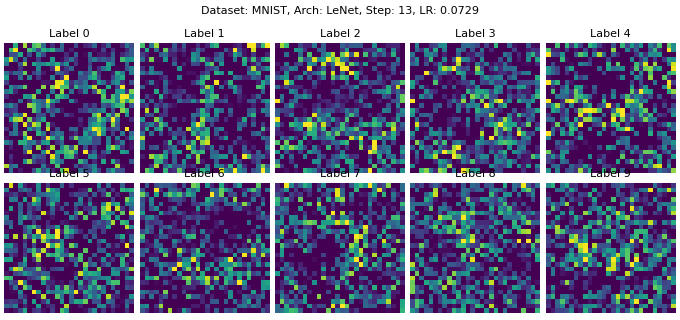 Dataset: MNIST, Arch: LeNet, Step: 13, LR: 0.0729
Label 0 Label 1 Label 2 Label 3 Label 4
Label 5 Label 6 Label 7 Label 8 Label 9